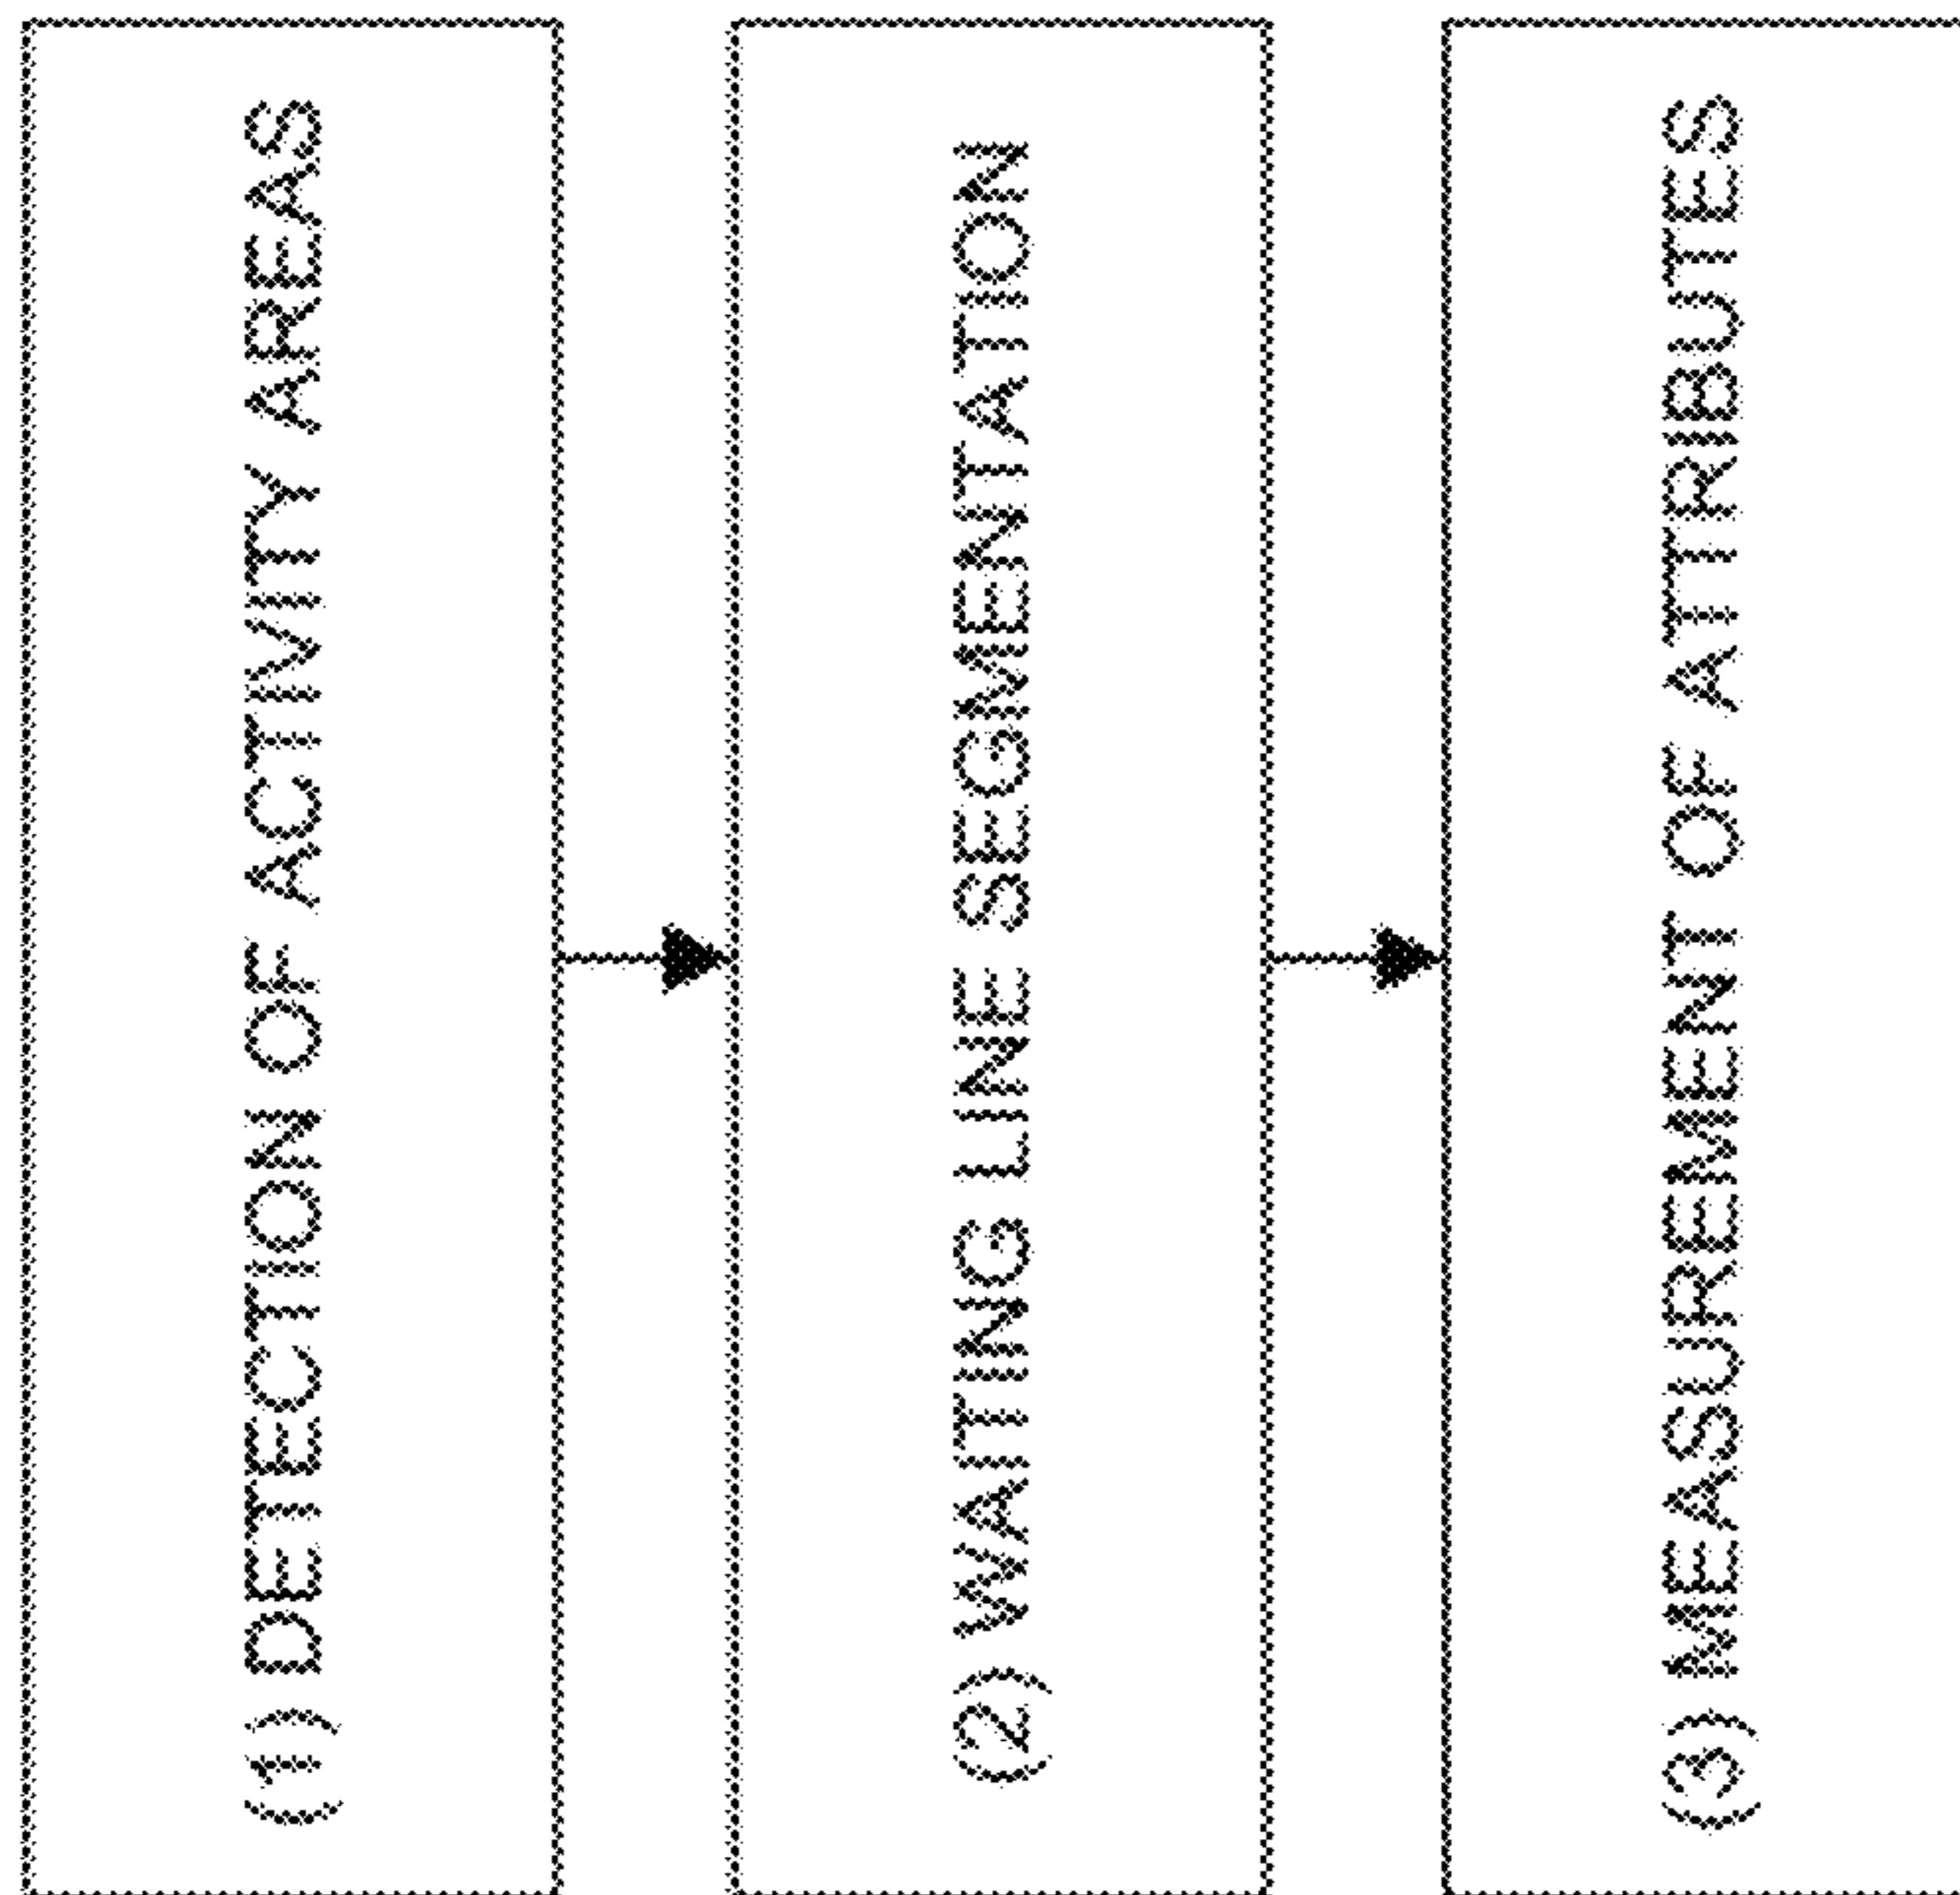 (1) DETECTION OF ACTIVITY AREAS
(2) WAITING LINE SEGMENTATION
(3) MEASUREMENT OF ATTRIBUTES